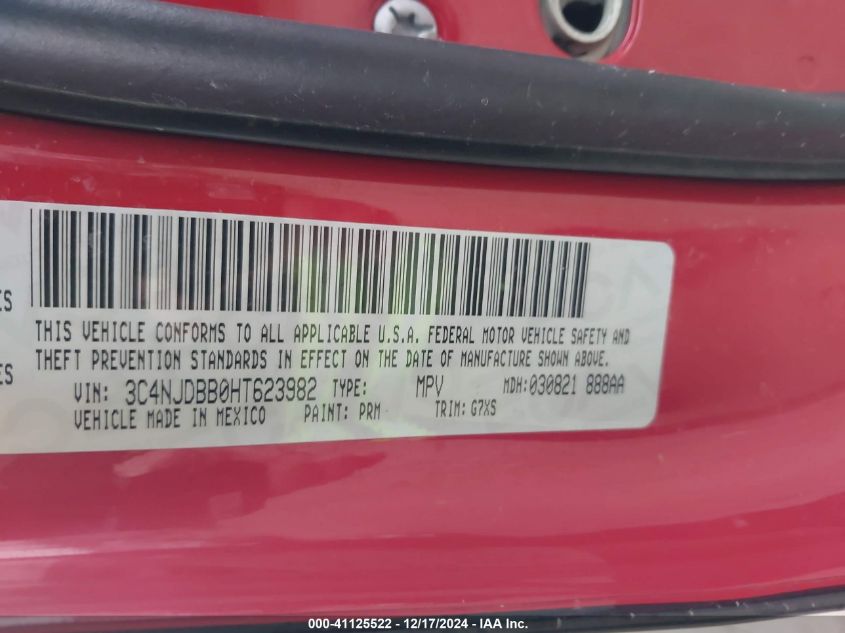 THIS VEHICLE CONFORMS TO ALL APPLICABLE U.S.A. FEDERAL MOTOR VEHICLE SAFETY AND
ES
THEFT PREVENTION STANDARDS IN EFFECT ON THE DATE OF MANUFACTURE SHOWN ABOVE.
ES
VIN: 3C4NJDBB0HT623982 TYPE: MPV MDH: 030821 888AA
VEHICLE MADE IN MEXICO PAINT: PRM TRIM: G7XS
000-41125522 - 12/17/2024 - IAA Inc.